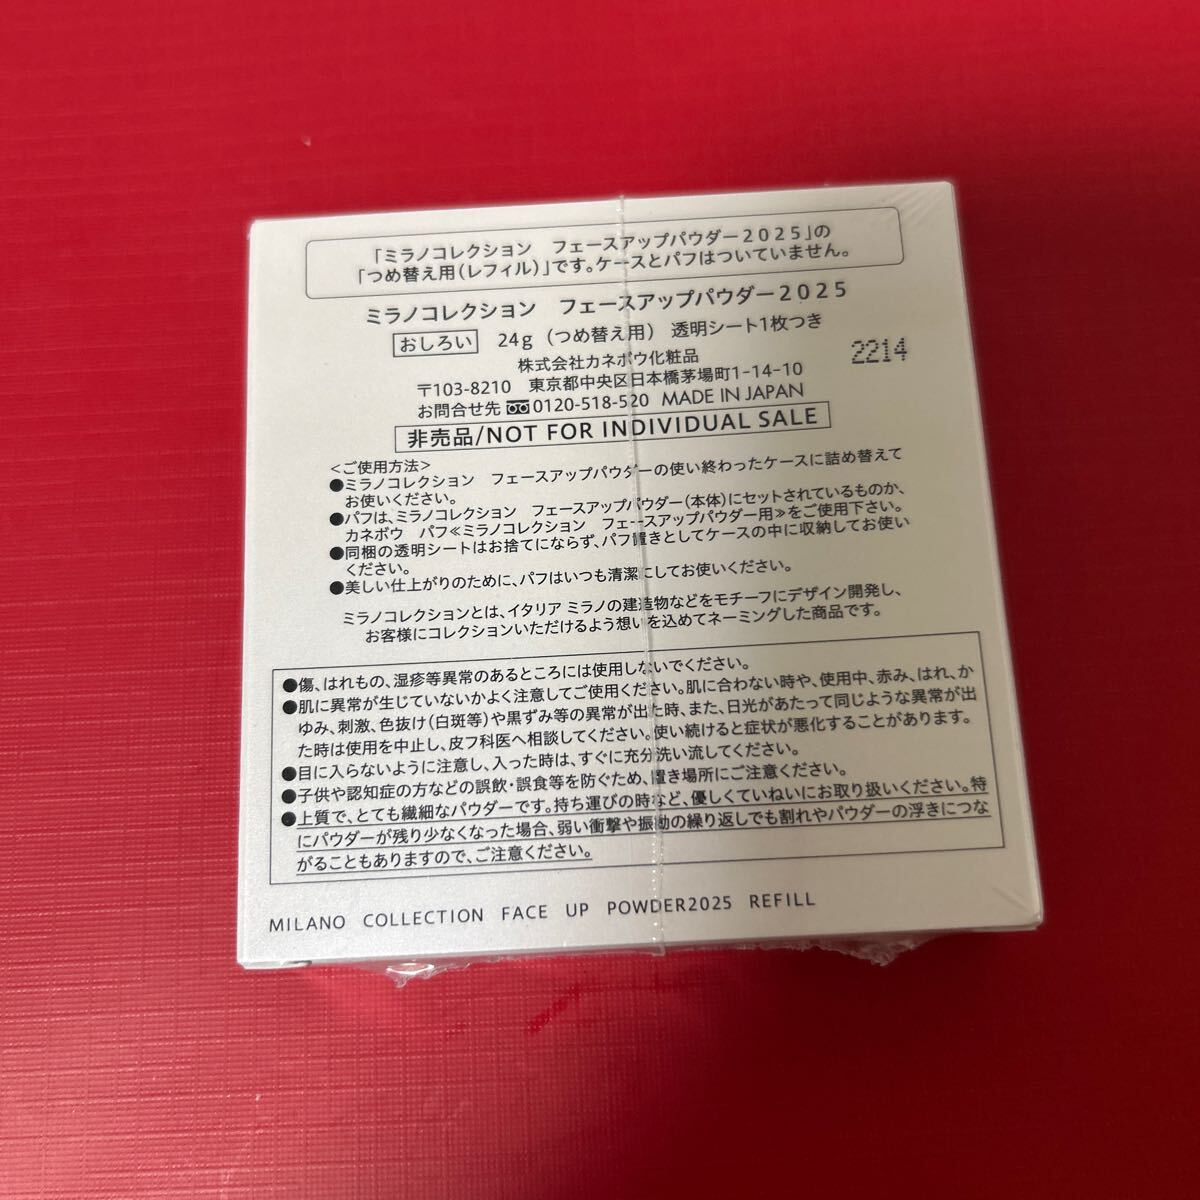 「ミラノコレクション　フェースアップパウダー2025」の
「つめ替え用（レフィル）」です。ケースとパフはついていません。
ミラノコレクション　フェースアップパウダー2025
おしろい　24g（つめ替え用）　透明シート1枚つき
株式会社カネボウ化粧品
2214
〒103-8210　東京都中央区日本橋茅場町1-14-10
お問合せ先 0120-518-520 MADE IN JAPAN
非売品/NOT FOR INDIVIDUAL SALE
＜ご使用方法＞
●ミラノコレクション　フェースアップパウダーの使い終わったケースに詰め替えて
お使いください。
●パフは、ミラノコレクション　フェースアップパウダー（本体）にセットされているものか、
カネボウ　パフ≪ミラノコレクション　フェースアップパウダー用≫をご使用下さい。
●同梱の透明シートはお捨てにならず、パフ置きとしてケースの中に収納してお使い
ください。
●美しい仕上がりのために、パフはいつも清潔にしてお使いください。
ミラノコレクションとは、イタリア ミラノの建造物などをモチーフにデザイン開発し、
お客様にコレクションいただけるよう想いを込めてネーミングした商品です。
●傷、はれもの、湿疹等異常のあるところには使用しないでください。
●肌に異常が生じていないかよく注意してご使用ください。肌に合わない時や、使用中、赤み、はれ、か
ゆみ、刺激、色抜け（白斑等）や黒ずみ等の異常が出た時、また、日光があたって同じような異常が出
た時は使用を中止し、皮フ科医へ相談してください。使い続けると症状が悪化することがあります。
●目に入らないように注意し、入った時は、すぐに充分洗い流してください。
●子供や認知症の方などの誤飲・誤食等を防ぐため、置き場所にご注意ください。
●上質で、とても繊細なパウダーです。持ち運びの時など、優しくていねいにお取り扱いください。特
にパウダーが残り少なくなった場合、弱い衝撃や振動の繰り返しでも割れやパウダーの浮きにつな
がることもありますので、ご注意ください。
MILANO COLLECTION FACE UP POWDER2025 REFILL